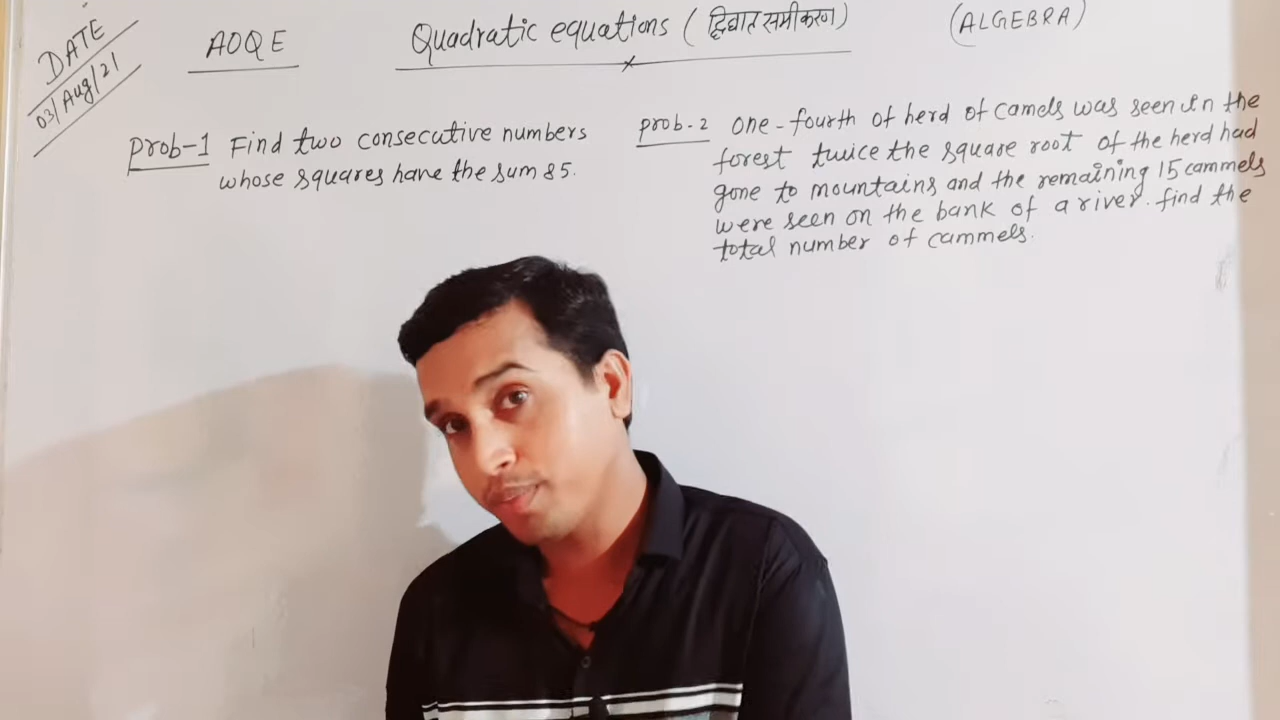 DATE
03/Aug/21
AOQE
Quadratic equations (द्विघात समीकरण)
(ALGEBRA)
Prob-1 Find two consecutive numbers
whose squares have the sum 85.
prob.-2 One-fourth of herd of camels was seen in the
forest twice the square root of the herd had
gone to mountains and the remaining 15 cammels
were seen on the bank of a river. find the
total number of cammels.